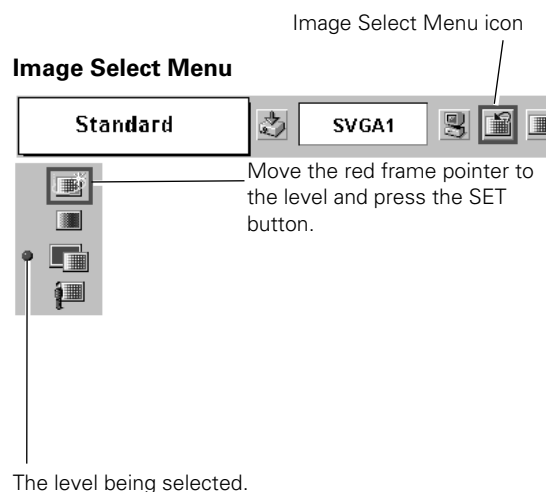 Image Select Menu icon
Image Select Menu
Standard
SVGA1
Move the red frame pointer to
the level and press the SET
button.
The level being selected.